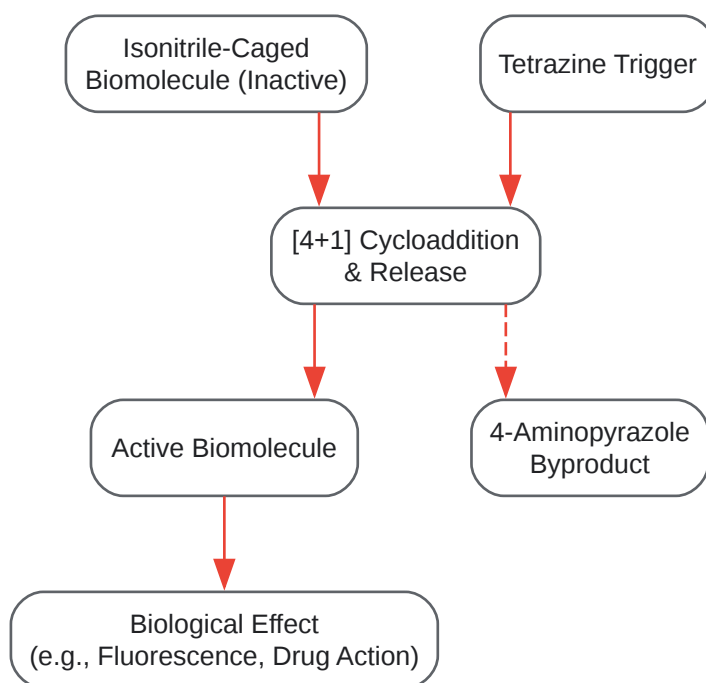 Isonitrile-Caged
Biomolecule (Inactive)
Tetrazine Trigger
[4+1] Cycloaddition
& Release
Active Biomolecule
4-Aminopyrazole
Byproduct
Biological Effect
(e.g., Fluorescence, Drug Action)